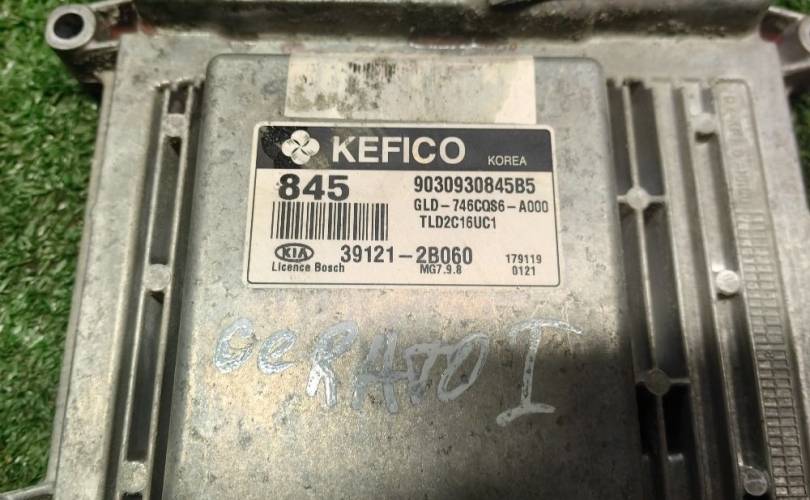 KEFICO KOREA
845 9030930845B5
GLD-746CQS6-A000
TLD2C16UC1
KIA 39121-2B060 179119
Licence Bosch MG7.9.8 0121
CERATO I